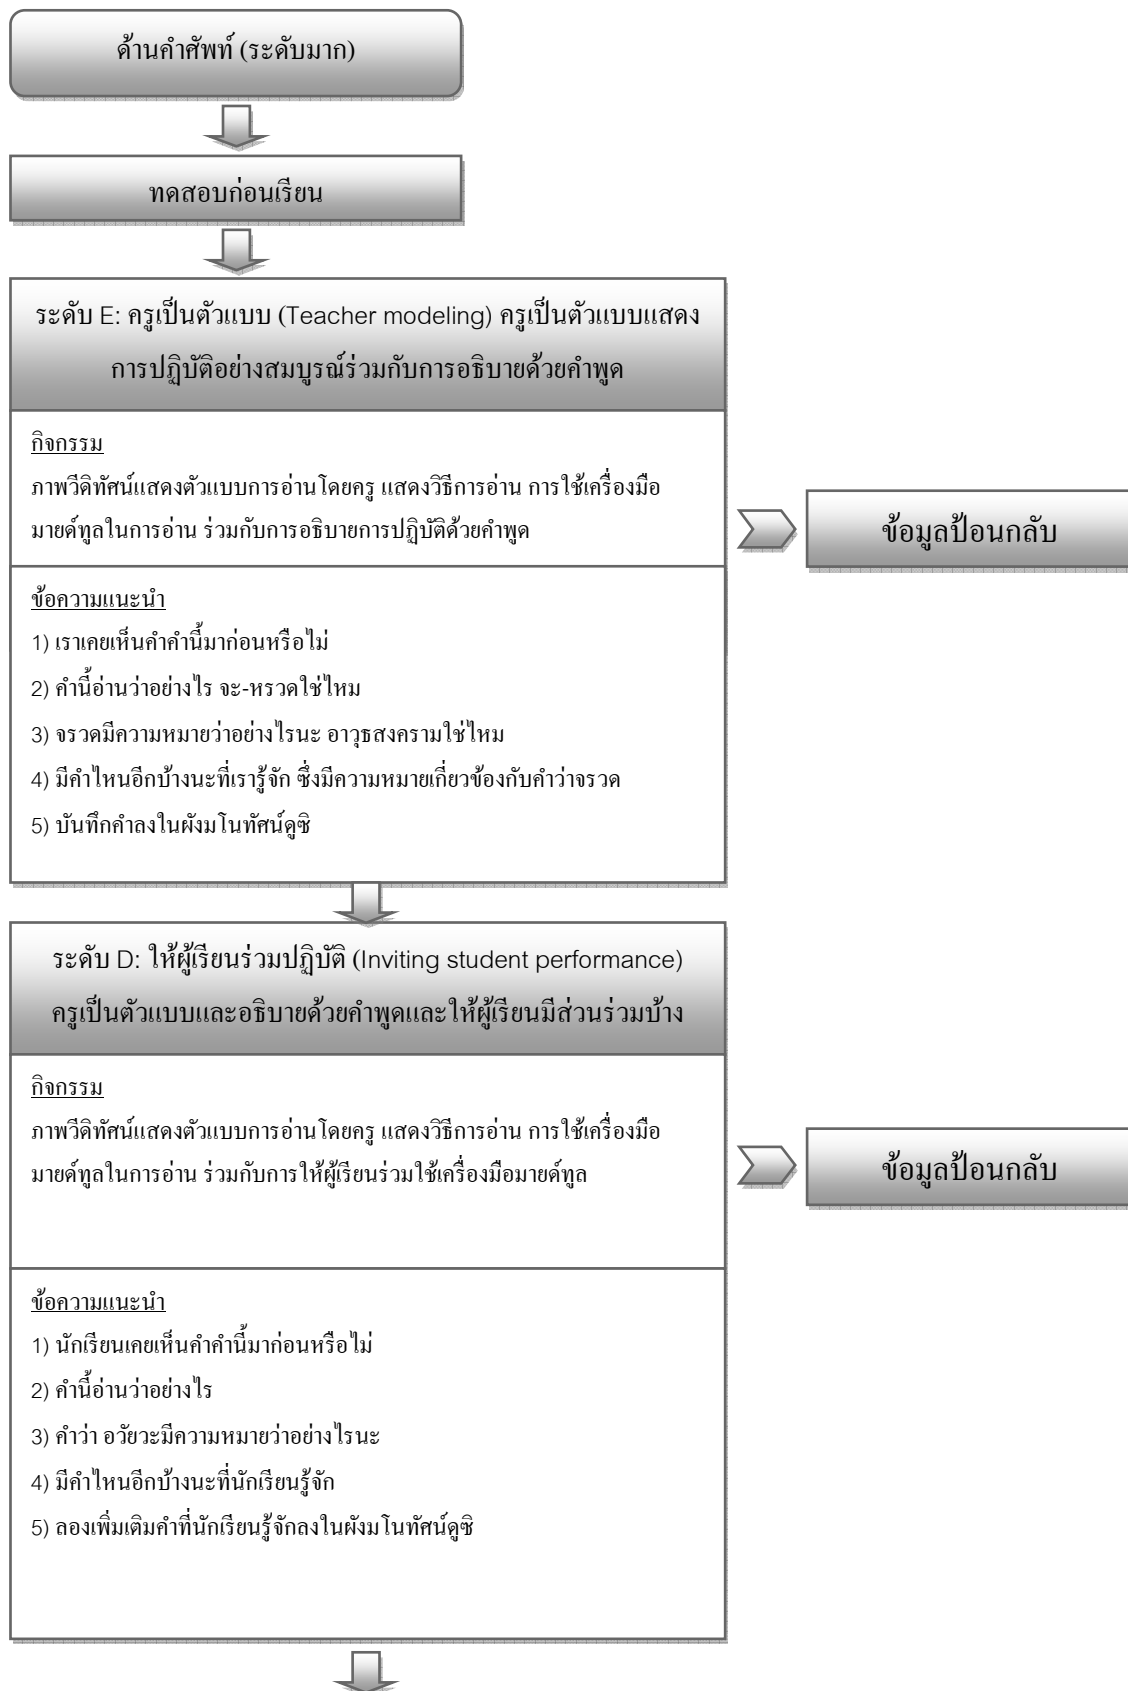 ด้านคำศัพท์ (ระดับมาก)
ทดสอบก่อนเรียน
ระดับ E: ครูเป็นตัวแบบ (Teacher modeling) ครูเป็นตัวแบบแสดง
การปฏิบัติอย่างสมบูรณ์ร่วมกับการอธิบายด้วยคำพูด
กิจกรรม
ภาพวีดิทัศน์แสดงตัวแบบการอ่านโดยครู แสดงวิธีการอ่าน การใช้เครื่องมือ
มายด์ทูลในการอ่าน ร่วมกับการอธิบายการปฏิบัติด้วยคำพูด
ข้อมูลป้อนกลับ
ข้อความแนะนำ
1) เราเคยเห็นคำคำนี้มาก่อนหรือไม่
2) คำนี้อ่านว่าอย่างไร จะ-หรวดใช่ไหม
3) จรวดมีความหมายว่าอย่างไรนะ อาวุธสงครามใช่ไหม
4) มีคำไหนอีกบ้างนะที่เรารู้จัก ซึ่งมีความหมายเกี่ยวข้องกับคำว่าจรวด
5) บันทึกคำลงในผังมโนทัศน์ดูซิ
ระดับ D: ให้ผู้เรียนร่วมปฏิบัติ (Inviting student performance)
ครูเป็นตัวแบบและอธิบายด้วยคำพูดและให้ผู้เรียนมีส่วนร่วมบ้าง
กิจกรรม
ภาพวีดิทัศน์แสดงตัวแบบการอ่านโดยครู แสดงวิธีการอ่าน การใช้เครื่องมือ
มายด์ทูลในการอ่าน ร่วมกับการให้ผู้เรียนร่วมใช้เครื่องมือมายด์ทูล
ข้อมูลป้อนกลับ
ข้อความแนะนำ
1) นักเรียนเคยเห็นคำคำนี้มาก่อนหรือไม่
2) คำนี้อ่านว่าอย่างไร
3) คำว่า อวัยวะมีความหมายว่าอย่างไรนะ
4) มีคำไหนอีกบ้างนะที่นักเรียนรู้จัก
5) ลองเพิ่มเติมคำที่นักเรียนรู้จักลงในผังมโนทัศน์ดูซิ